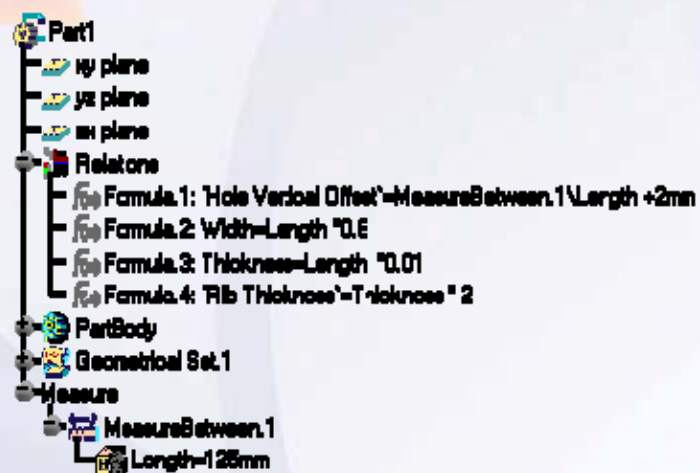 Part1
xy plane
yz plane
zx plane
Relations
Formula.1: `Hole Vertical Offset`=MeasureBetween.1\Length +2mm
Formula.2: Width=Length *0.6
Formula.3: Thickness=Length *0.01
Formula.4: `Rib Thickness`=Thickness * 2
PartBody
Geometrical Set.1
Measure
MeasureBetween.1
Length=125mm